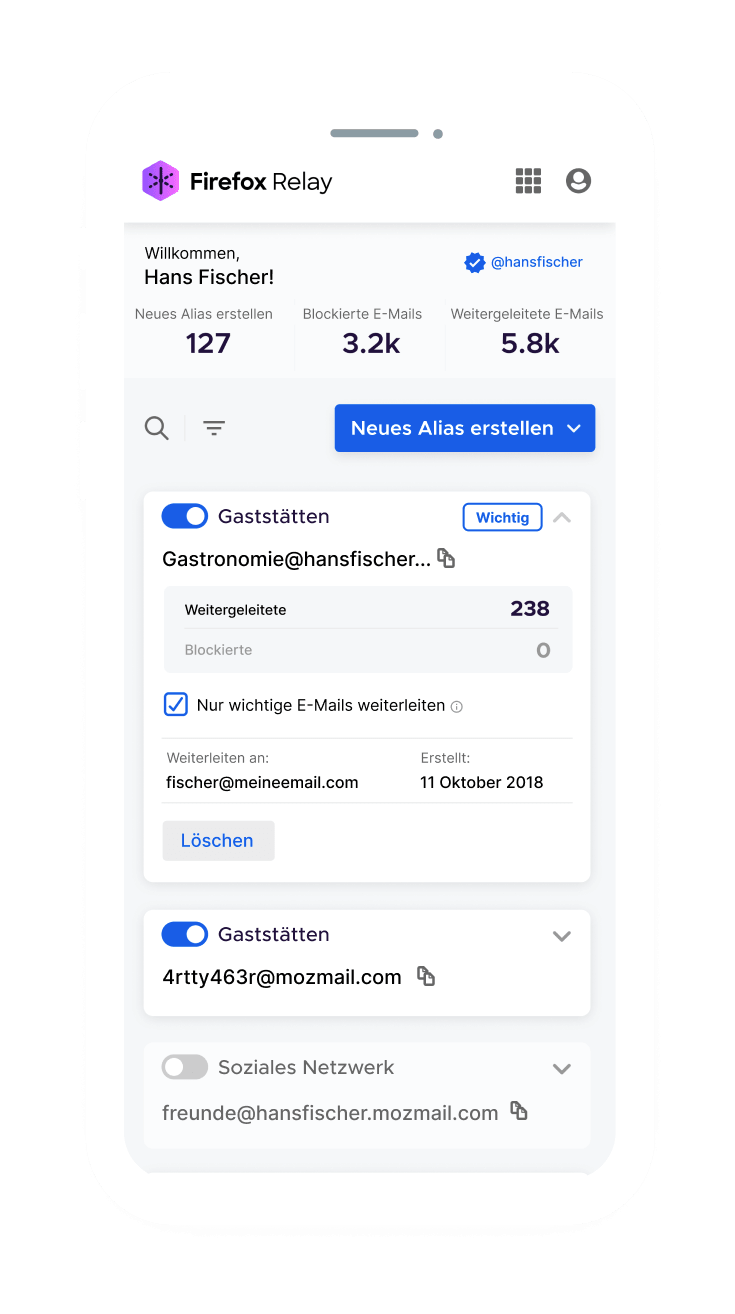 Firefox Relay
Willkommen,
Hans Fischer!
@hansfischer
Neues Alias erstellen
127
Blockierte E-Mails
3.2k
Weitergeleitete E-Mails
5.8k
Neues Alias erstellen
Gaststätten
Wichtig
Gastronomie@hansfischer...
Weitergeleitete 238
Blockierte 0
Nur wichtige E-Mails weiterleiten
Weiterleiten an:
fischer@meineemail.com
Erstellt:
11 Oktober 2018
Löschen
Gaststätten
4rtty463r@mozmail.com
Soziales Netzwerk
freunde@hansfischer.mozmail.com